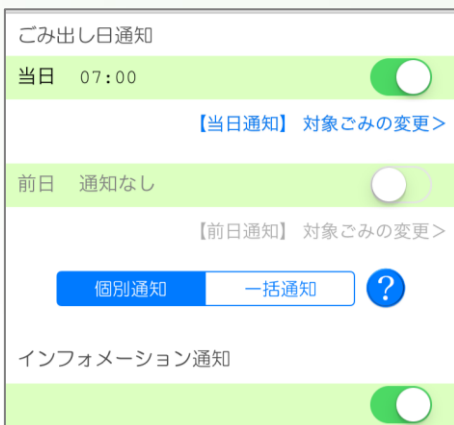 ごみ出し日通知
当日 07:00
【当日通知】 対象ごみの変更>
前日 通知なし
【前日通知】 対象ごみの変更>
個別通知 一括通知 ?
インフォメーション通知